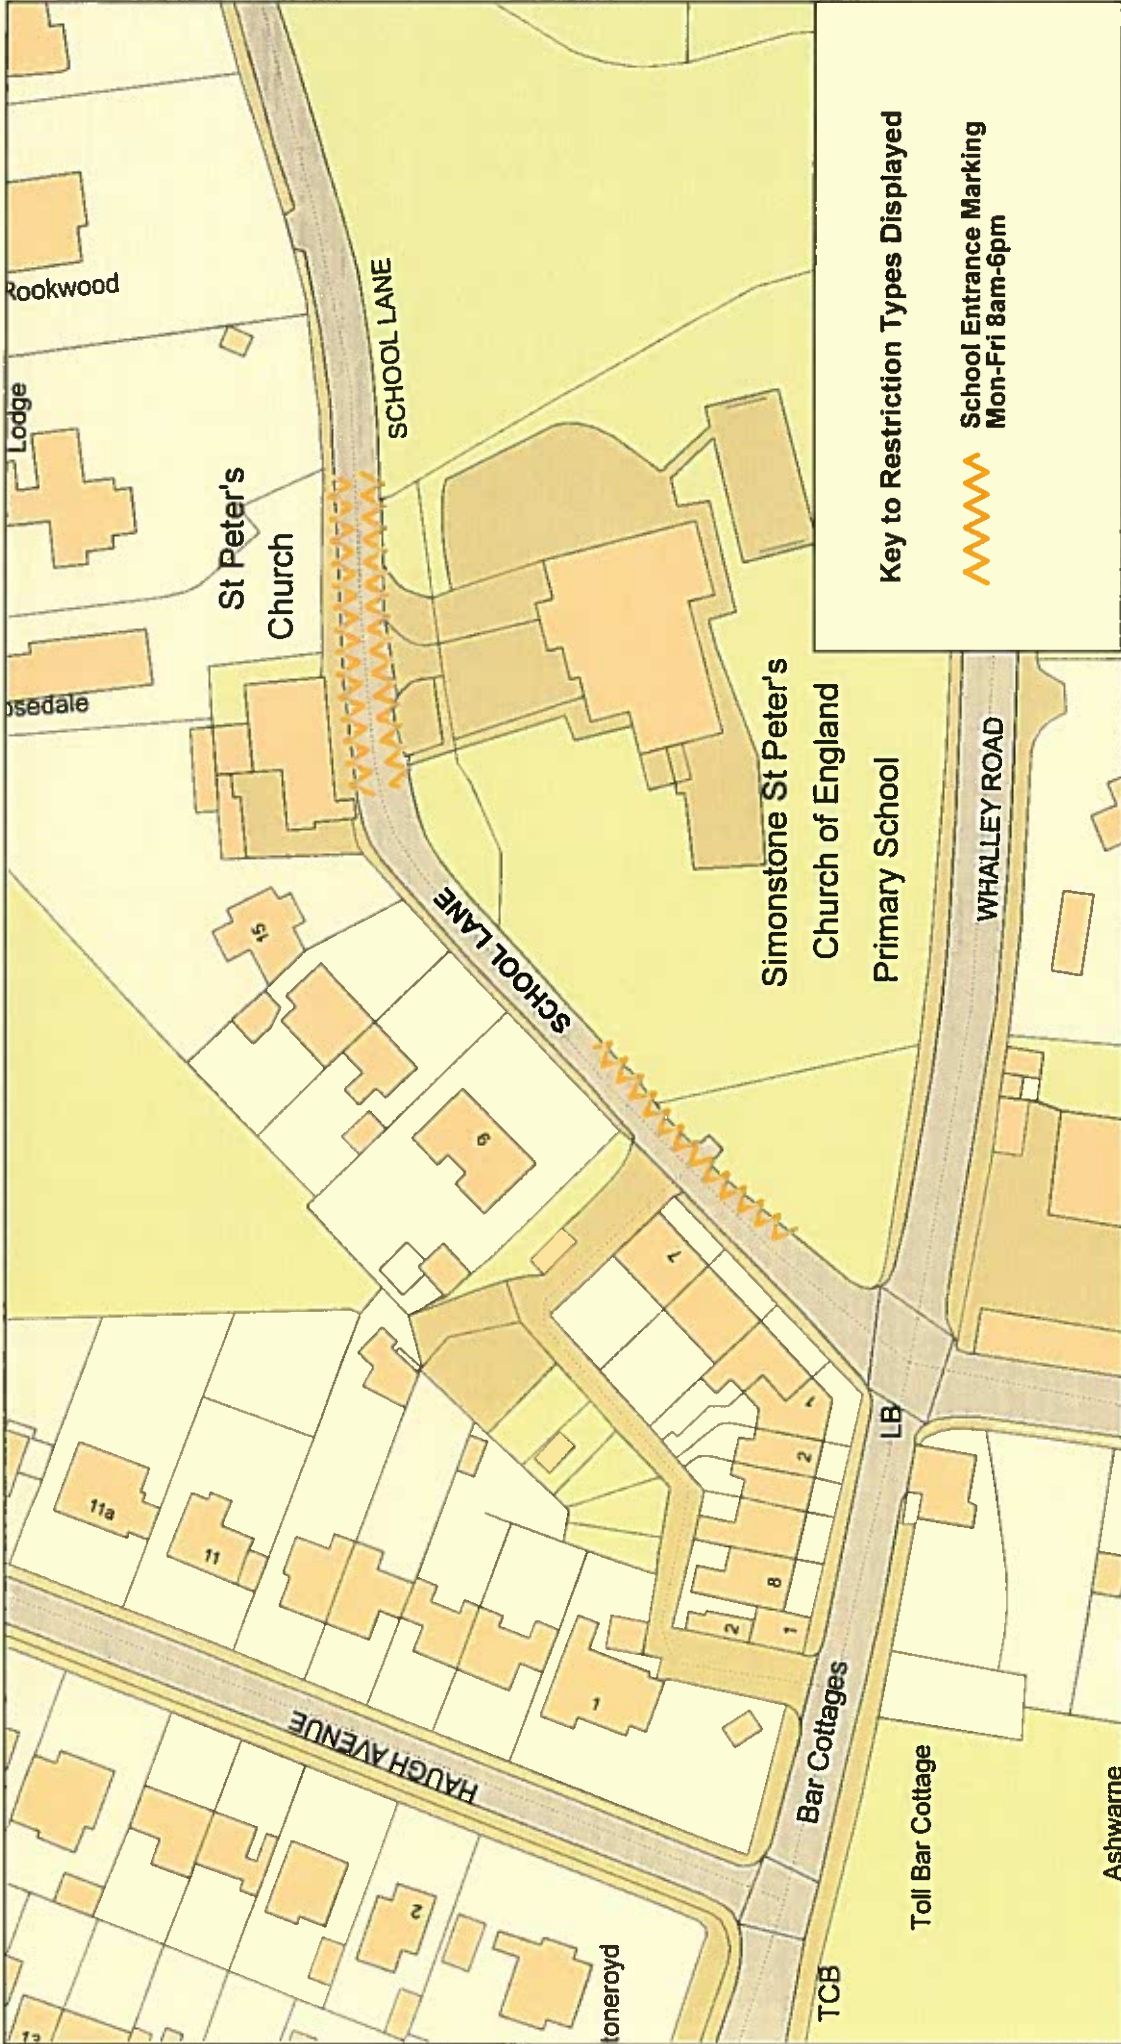 Key to Restriction Types Displayed
School Entrance Marking
Mon-Fri 8am-6pm
Rookwood
Lodge
St Peter's
Church
SCHOOL LANE
SCHOOL LANE
Simonstone St Peter's
Church of England
Primary School
WHALLEY ROAD
15
9
7
1
2
8
2
1
LB
Bar Cottages
Toll Bar Cottage
TCB
HAUGH AVENUE
11a
11
1
2
13
Ashwarne